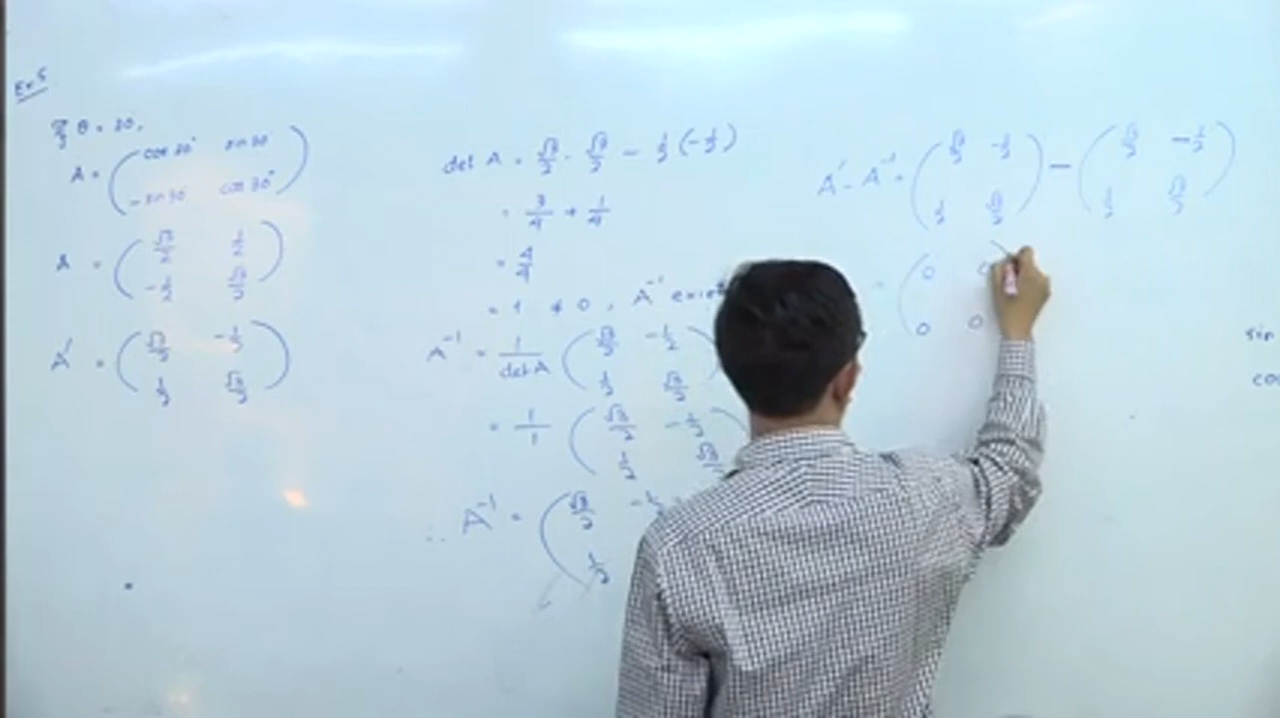 Ex 5
θ = 30°,
A = ( cos 30° sin 30°
-sin 30° cos 30° )
A = ( √3/2 1/2
-1/2 √3/2 )
A' = ( √3/2 -1/2
1/2 √3/2 )
det A = √3/2 · √3/2 - 1/2 (-1/2)
= 3/4 + 1/4
= 4/4
= 1 ≠ 0, A⁻¹ exist
A⁻¹ = 1/det A ( √3/2 -1/2
1/2 √3/2
= 1/1 ( √3/2 -1/2
1/2 √3/2
∴ A⁻¹ = ( √3/2 -1/2
1/2
A' - A⁻¹ = ( √3/2 -1/2 ) - ( √3/2 -1/2 )
1/2 √3/2 1/2 √3/2
= ( 0 0 )
0 0
sin
cos